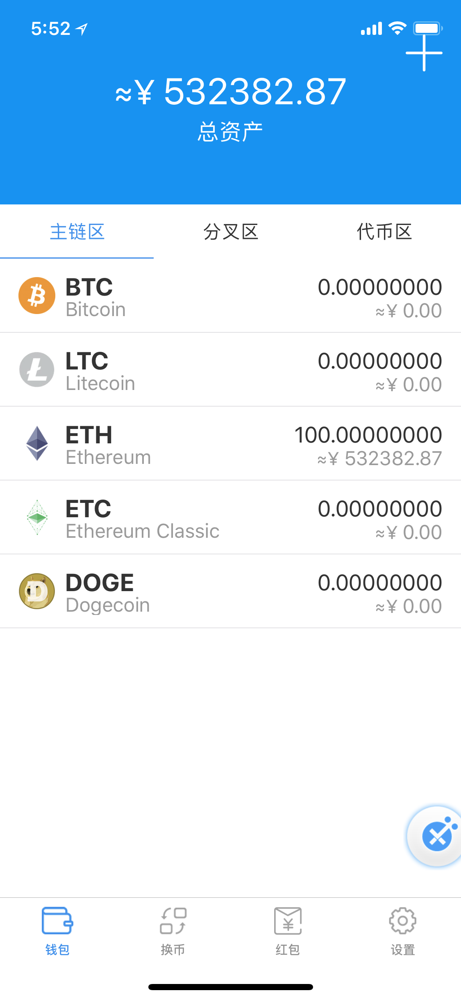 5:52
≈¥ 532382.87
总资产
主链区 分叉区 代币区
BTC 0.00000000
Bitcoin ≈¥ 0.00
LTC 0.00000000
Litecoin ≈¥ 0.00
ETH 100.00000000
Ethereum ≈¥ 532382.87
ETC 0.00000000
Ethereum Classic ≈¥ 0.00
DOGE 0.00000000
Dogecoin ≈¥ 0.00
钱包 换币 红包 设置